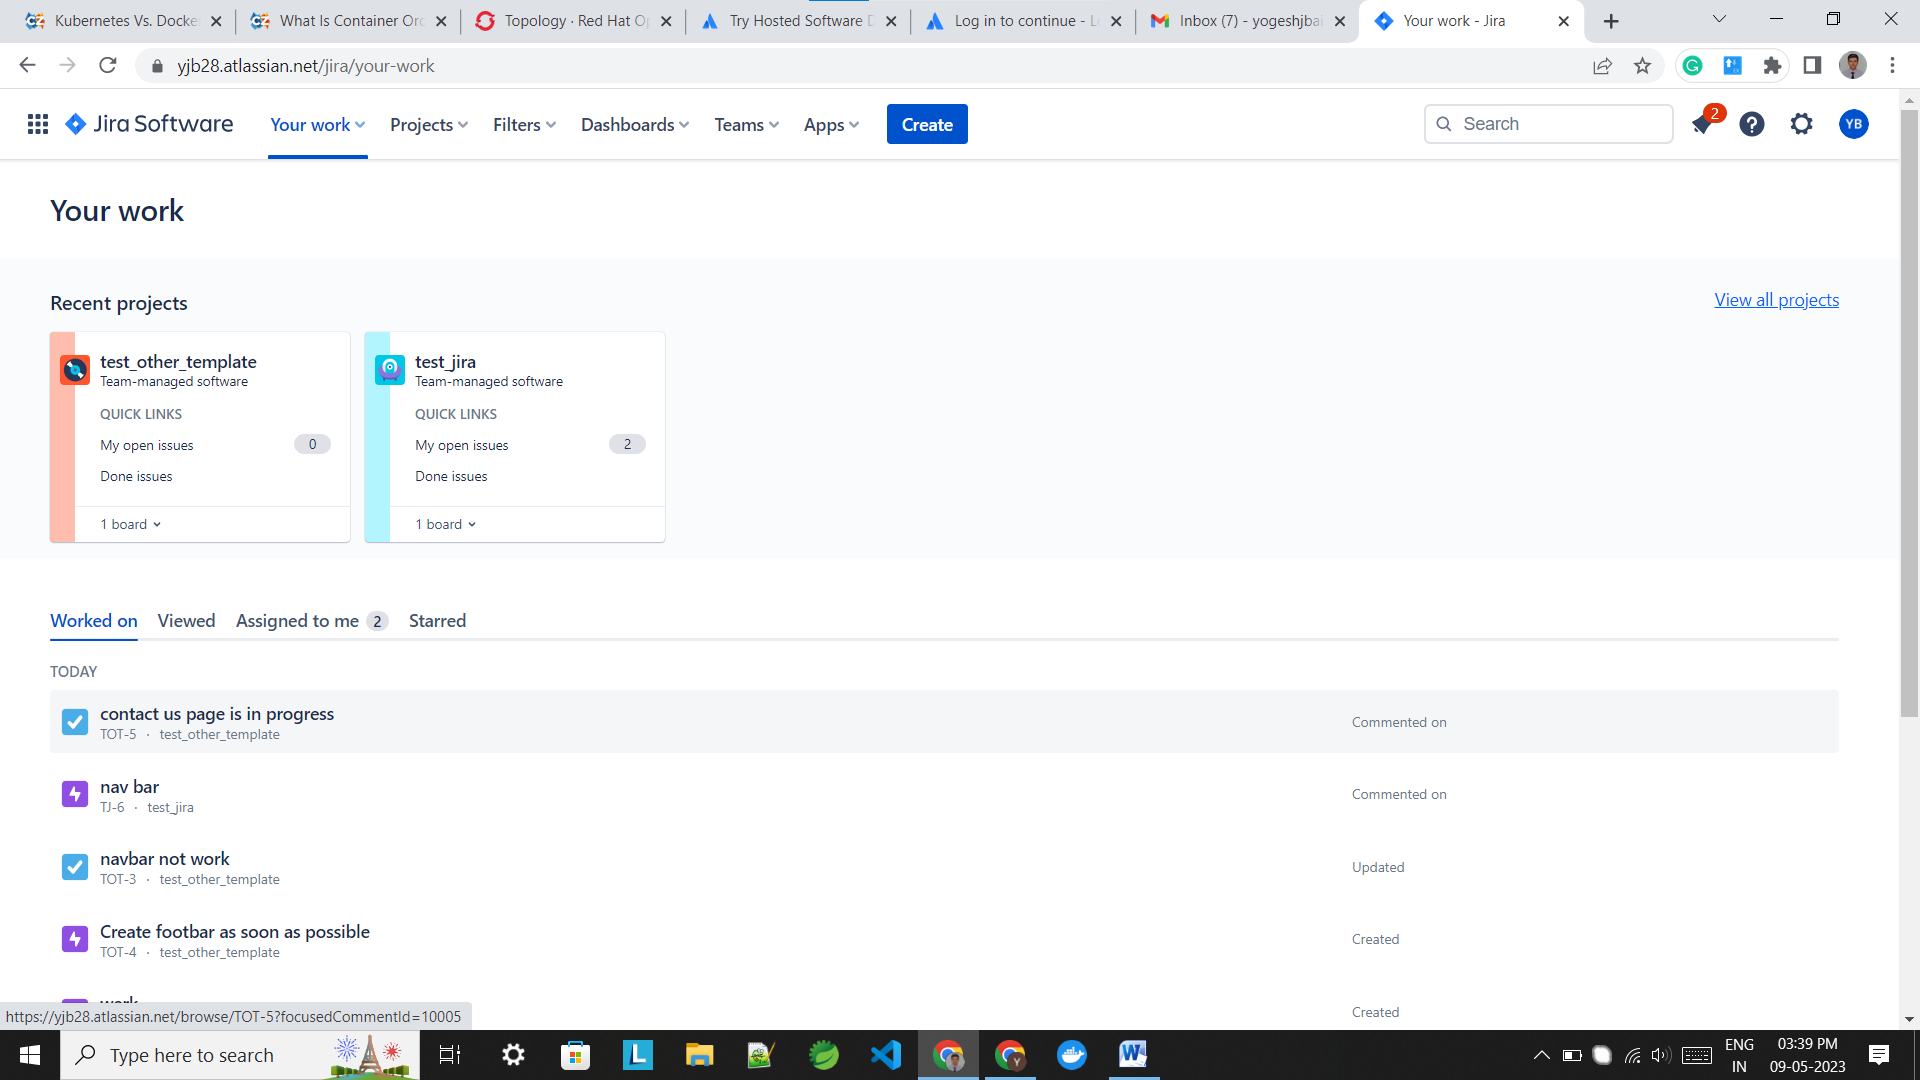 Kubernetes Vs. Docke
What Is Container Orc
Topology · Red Hat Op
Try Hosted Software D
Log in to continue - Lo
Inbox (7) - yogeshjbai
Your work - Jira
yjb28.atlassian.net/jira/your-work
Jira Software
Your work
Projects
Filters
Dashboards
Teams
Apps
Create
Search
2
YB
Your work
Recent projects
View all projects
test_other_template
Team-managed software
QUICK LINKS
My open issues 0
Done issues
1 board
test_jira
Team-managed software
QUICK LINKS
My open issues 2
Done issues
1 board
Worked on Viewed Assigned to me 2 Starred
TODAY
contact us page is in progress
TOT-5 · test_other_template
Commented on
nav bar
TJ-6 · test_jira
Commented on
navbar not work
TOT-3 · test_other_template
Updated
Create footbar as soon as possible
TOT-4 · test_other_template
Created
work
Created
https://yjb28.atlassian.net/browse/TOT-5?focusedCommentId=10005
Type here to search
ENG
IN
03:39 PM
09-05-2023